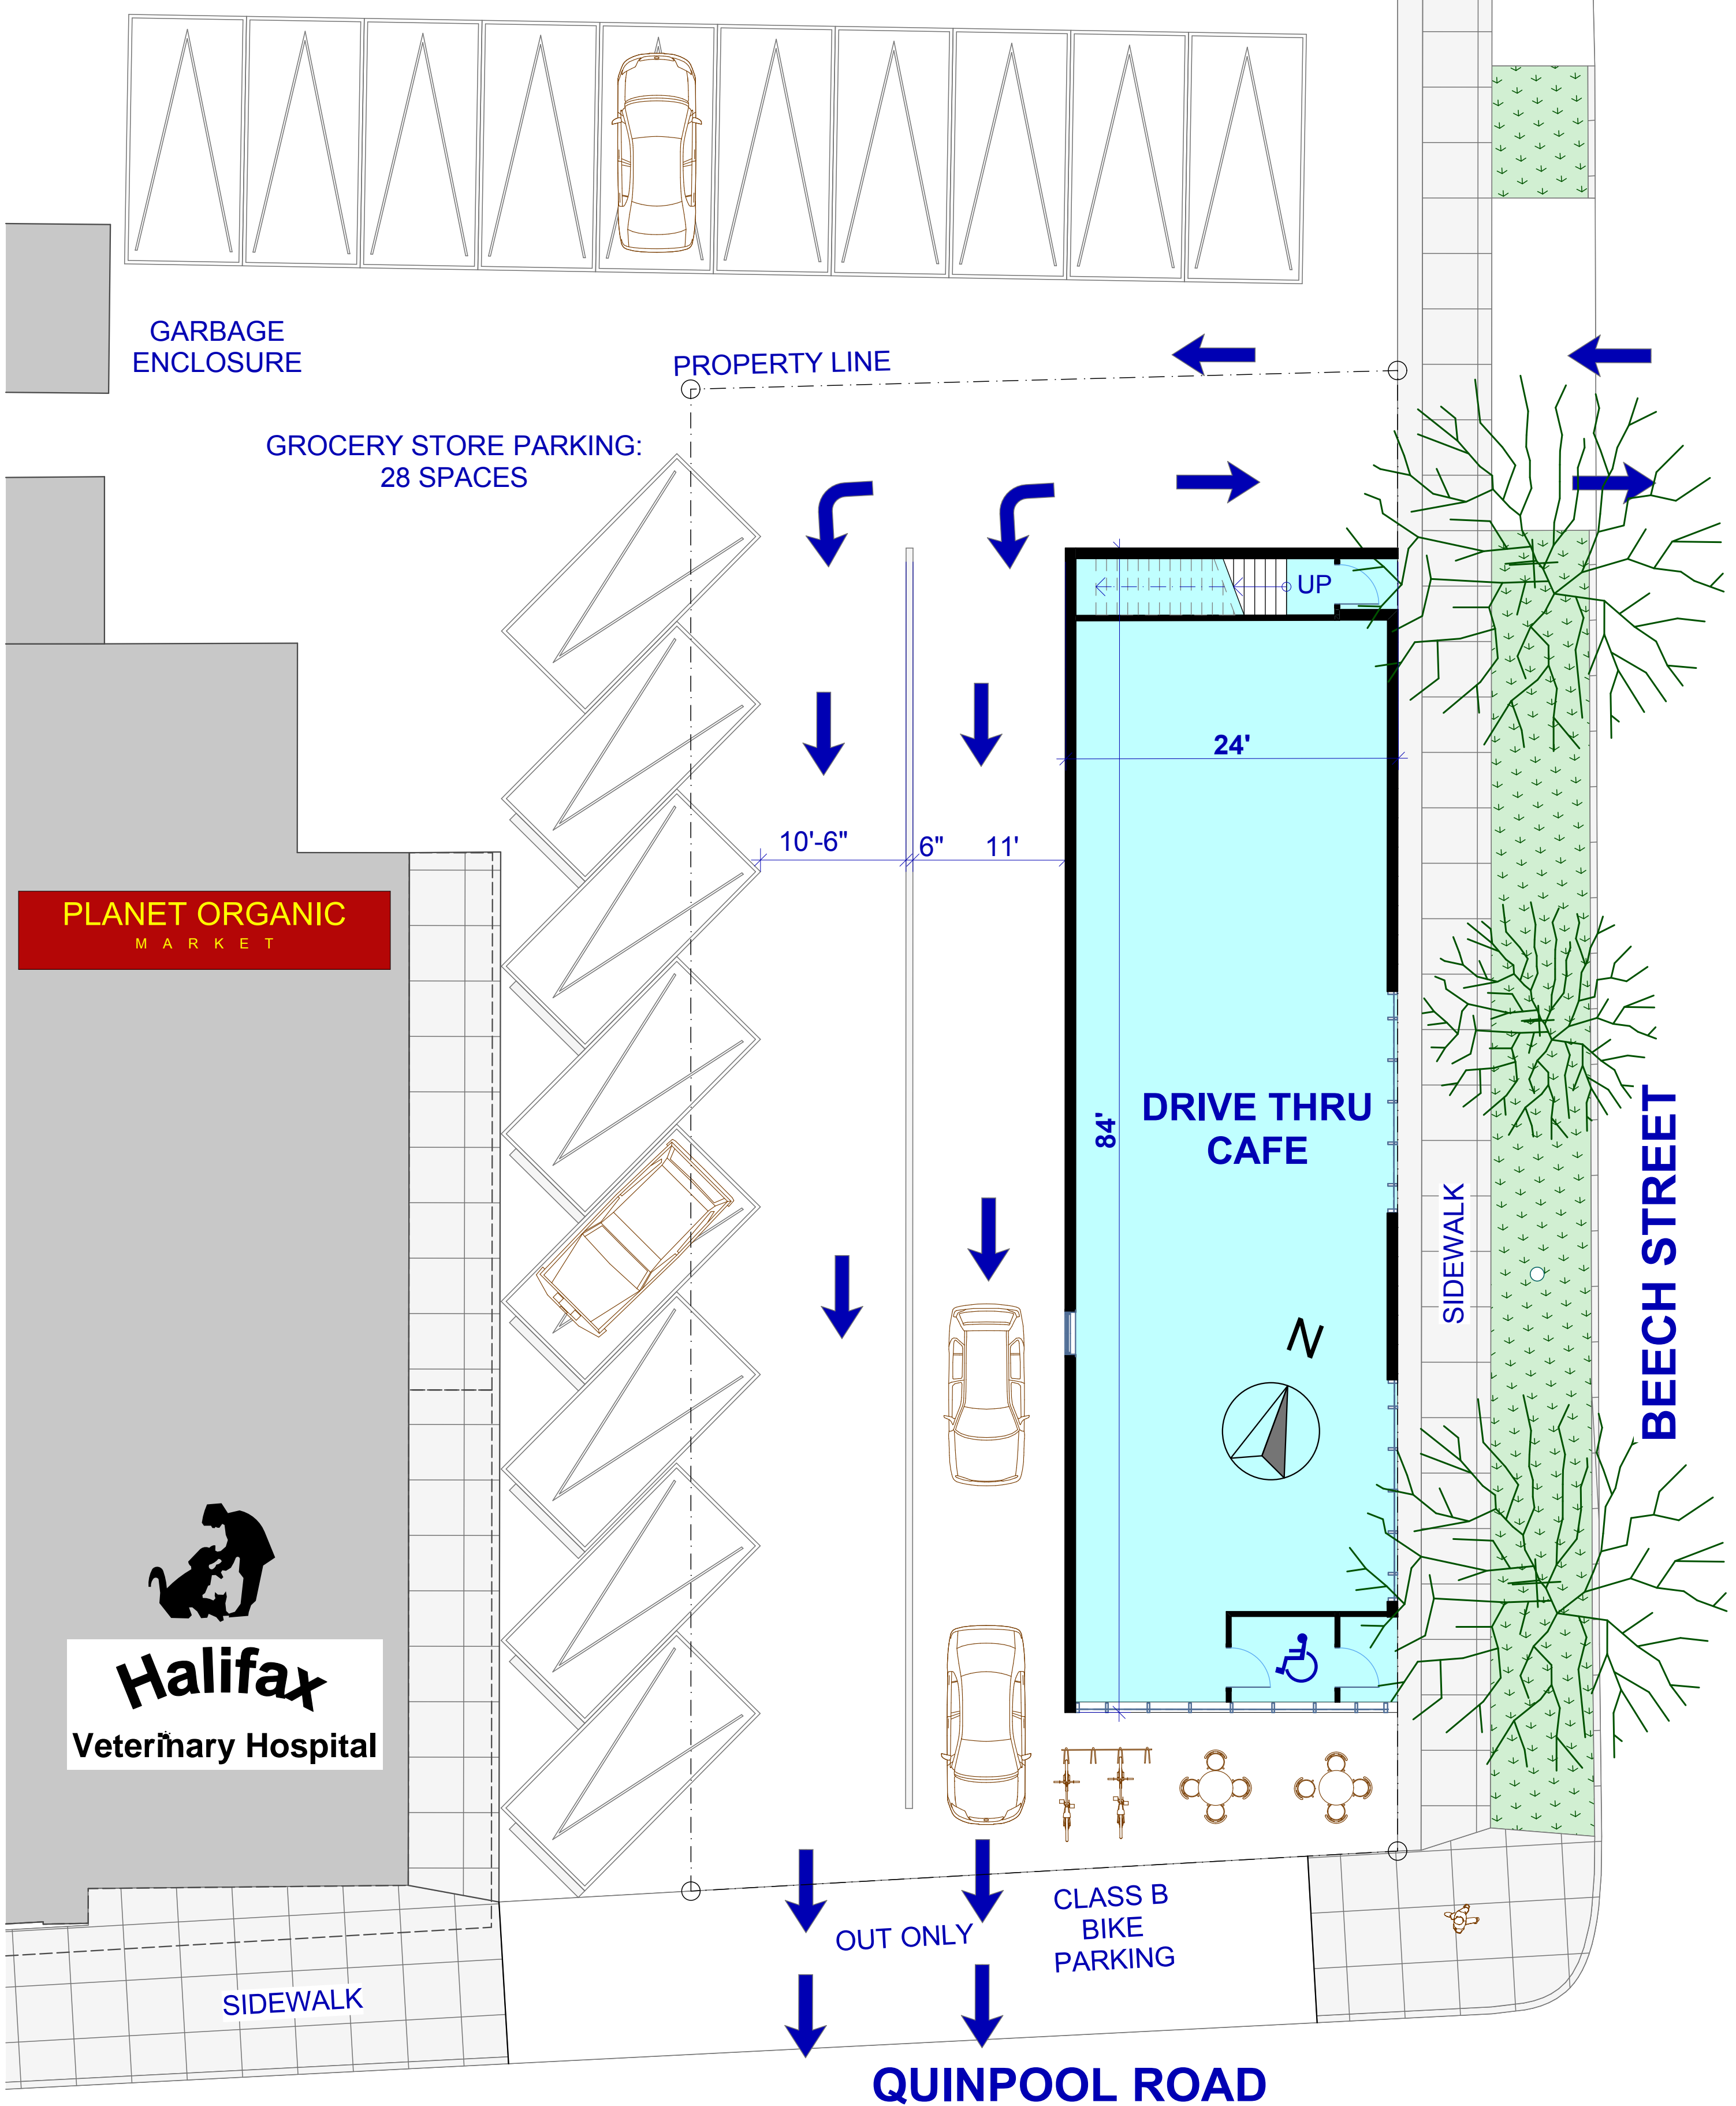 GARBAGE
ENCLOSURE
PROPERTY LINE
GROCERY STORE PARKING:
28 SPACES
UP
24'
10'-6"
6"
11'
PLANET ORGANIC
MARKET
DRIVE THRU
CAFE
84'
SIDEWALK
BEECH STREET
N
Halifax
Veterinary Hospital
CLASS B
BIKE
PARKING
OUT ONLY
SIDEWALK
QUINPOOL ROAD